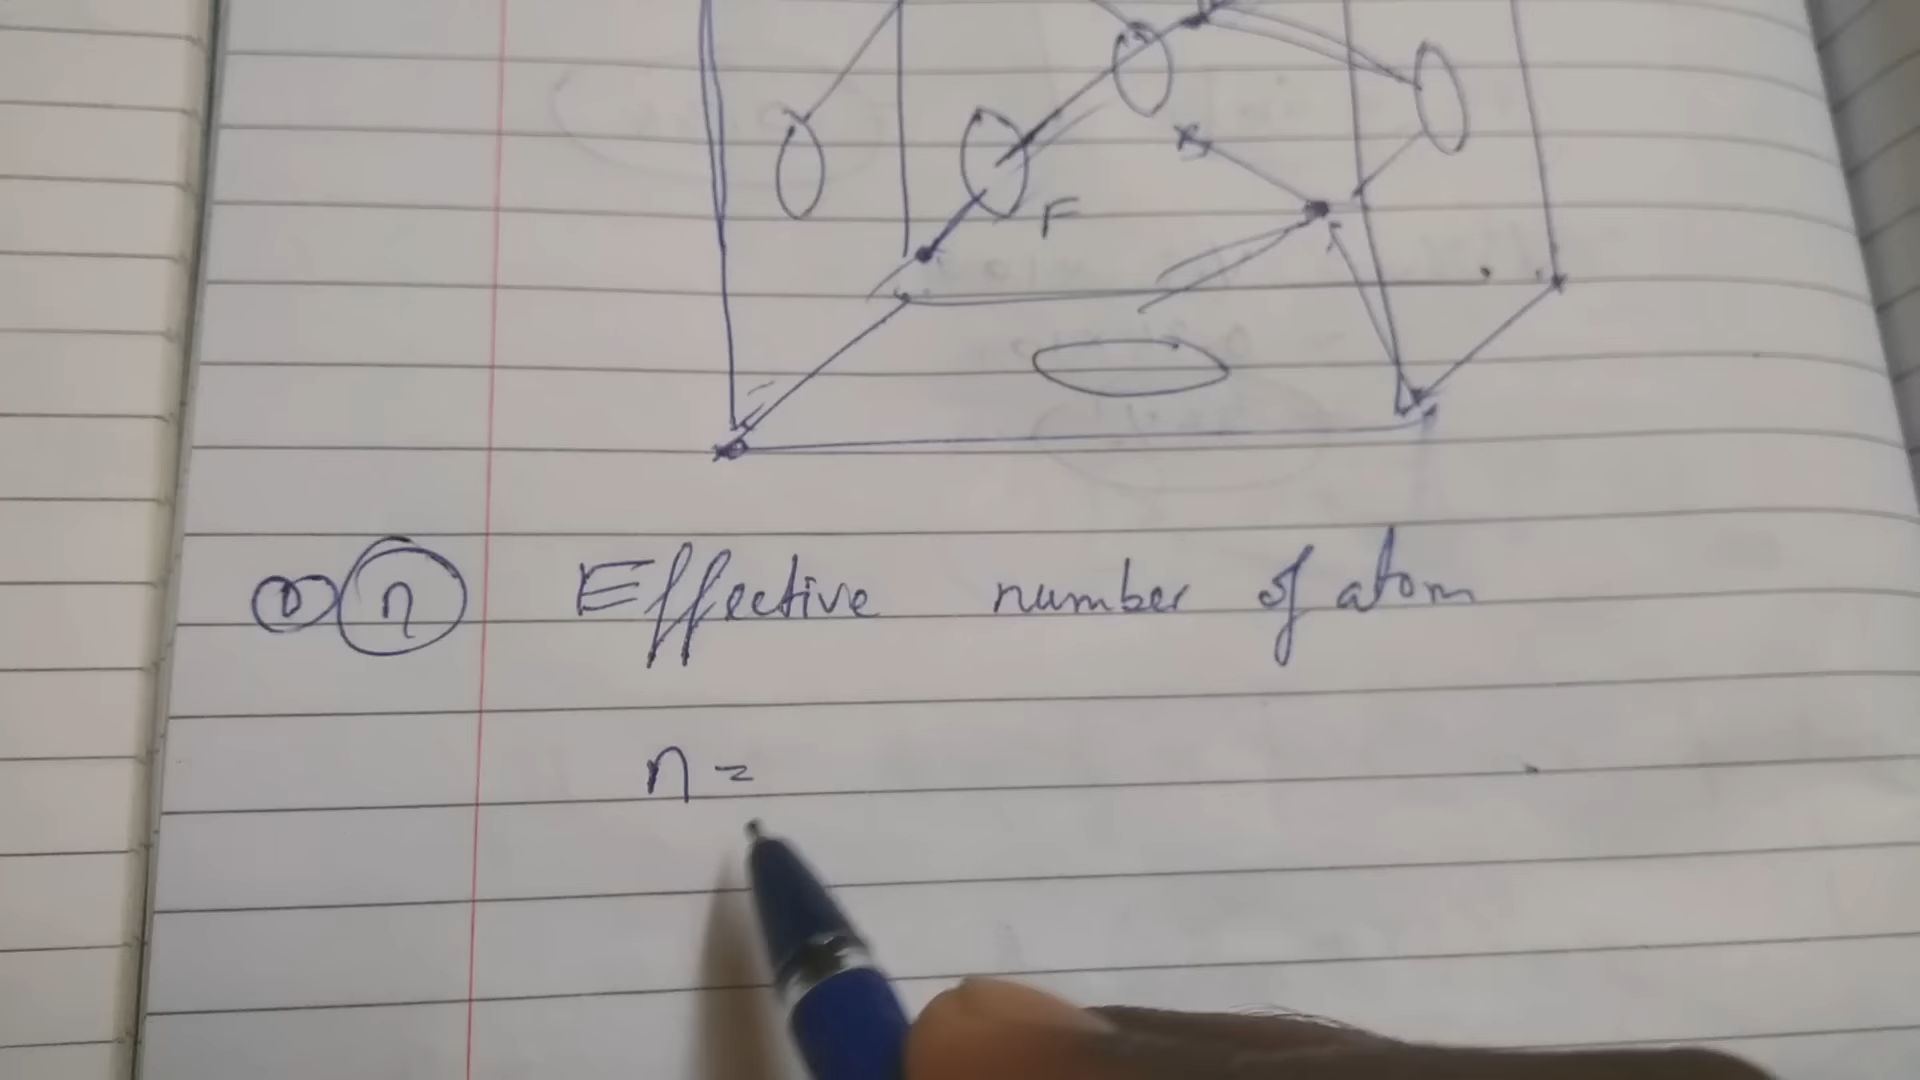 F
① n Effective number of atom
n =